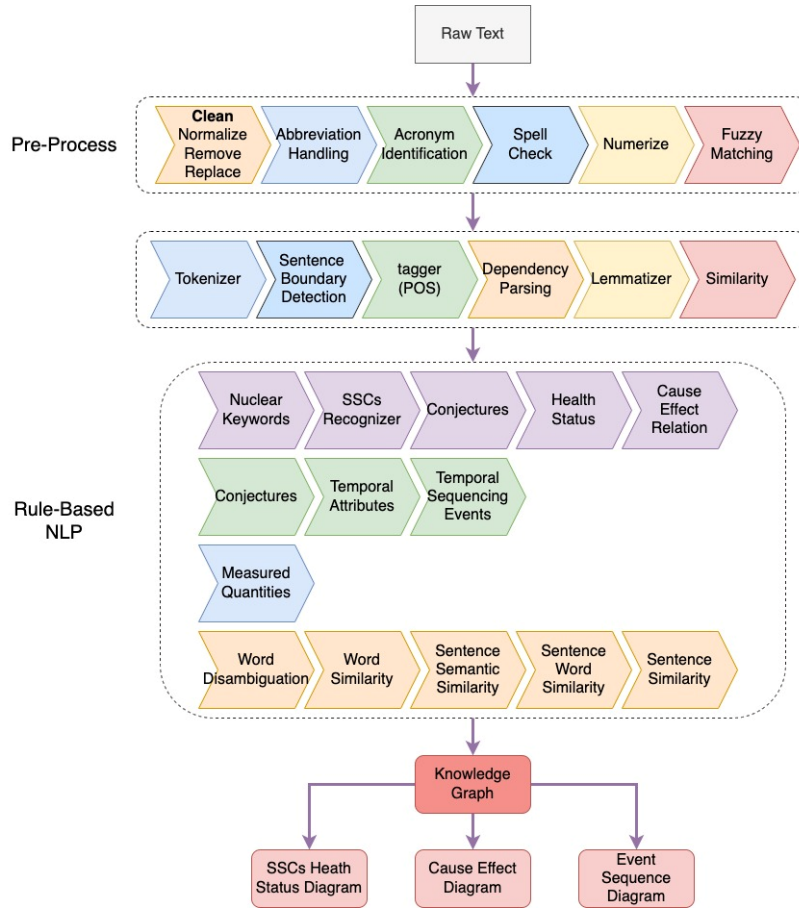 Raw Text
Pre-Process
Clean
Normalize
Remove
Replace
Abbreviation
Handling
Acronym
Identification
Spell
Check
Numerize
Fuzzy
Matching
Tokenizer
Sentence
Boundary
Detection
tagger
(POS)
Dependency
Parsing
Lemmatizer
Similarity
Rule-Based
NLP
Nuclear
Keywords
SSCs
Recognizer
Conjectures
Health
Status
Cause
Effect
Relation
Conjectures
Temporal
Attributes
Temporal
Sequencing
Events
Measured
Quantities
Word
Disambiguation
Word
Similarity
Sentence
Semantic
Similarity
Sentence
Word
Similarity
Sentence
Similarity
Knowledge
Graph
SSCs Heath
Status Diagram
Cause Effect
Diagram
Event
Sequence
Diagram